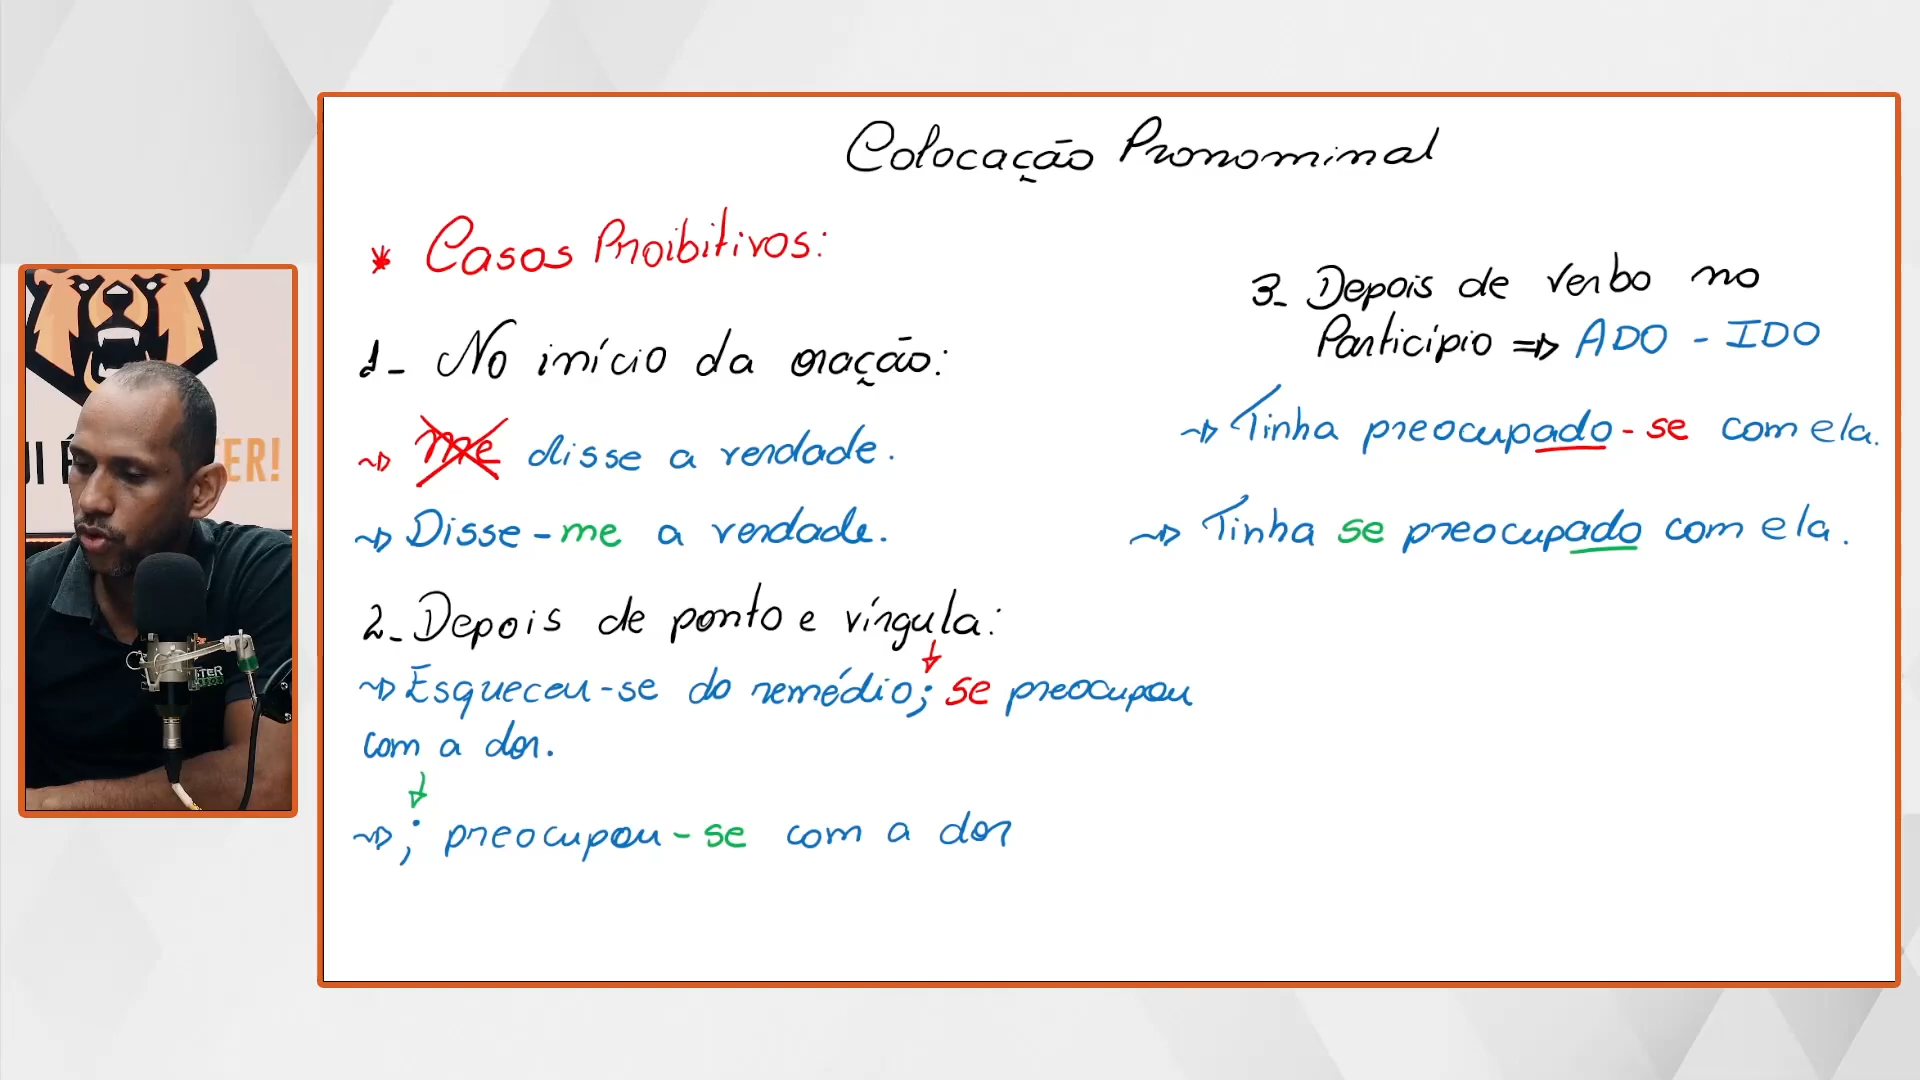 Colocação Pronominal
* Casos Proibitivos:
1- No início da oração:
me disse a verdade.
Disse-me a verdade.
2- Depois de ponto e vírgula:
Esqueceu-se do remédio; se preocupou
com a dor.
; preocupou-se com a dor
3- Depois de verbo no
Particípio ⇒ ADO - IDO
Tinha preocupado-se com ela.
Tinha se preocupado com ela.